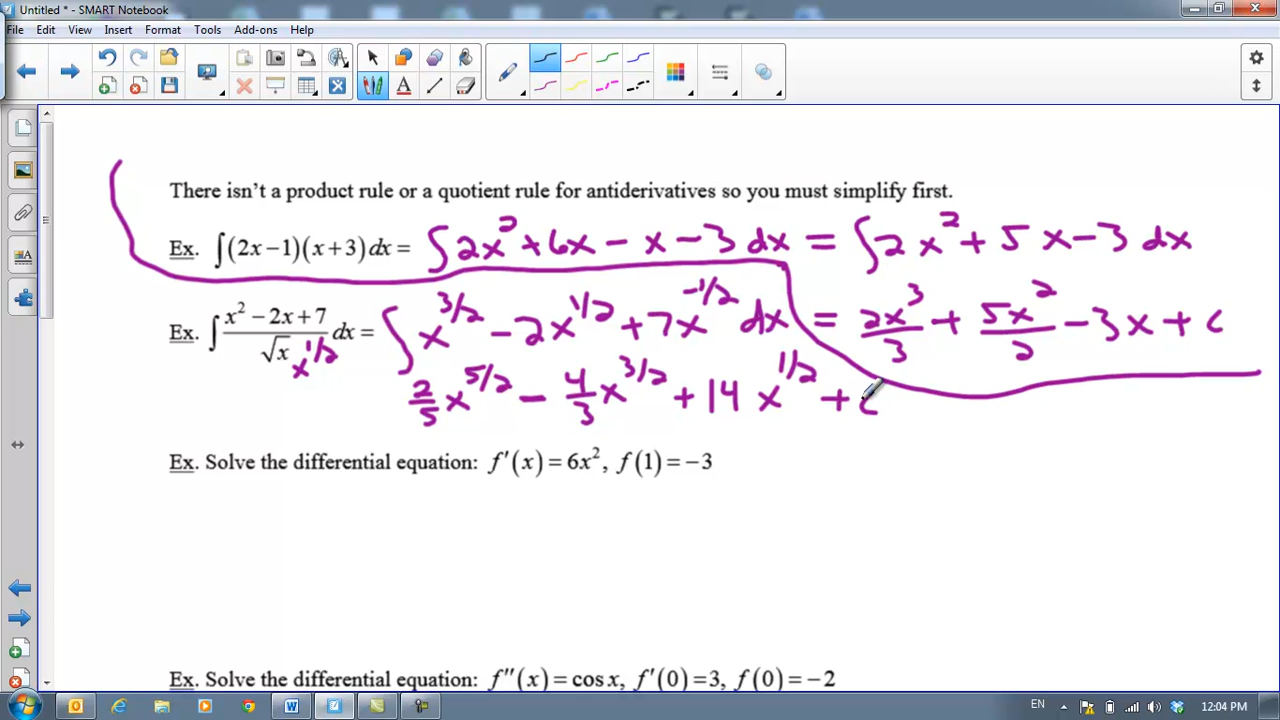 Untitled * - SMART Notebook
File Edit View Insert Format Tools Add-ons Help
There isn't a product rule or a quotient rule for antiderivatives so you must simplify first.
Ex. ∫(2x−1)(x+3)dx = ∫2x² + 6x − x − 3 dx = ∫2x² + 5x − 3 dx
= 2x³/3 + 5x²/2 − 3x + c
Ex. ∫(x² − 2x + 7)/√x dx = ∫x^(3/2) − 2x^(1/2) + 7x^(−1/2) dx
x^(1/2)
2/5 x^(5/2) − 4/3 x^(3/2) + 14x^(1/2) + c
Ex. Solve the differential equation: f′(x) = 6x², f(1) = −3
Ex. Solve the differential equation: f″(x) = cos x, f′(0) = 3, f(0) = −2
EN 12:04 PM